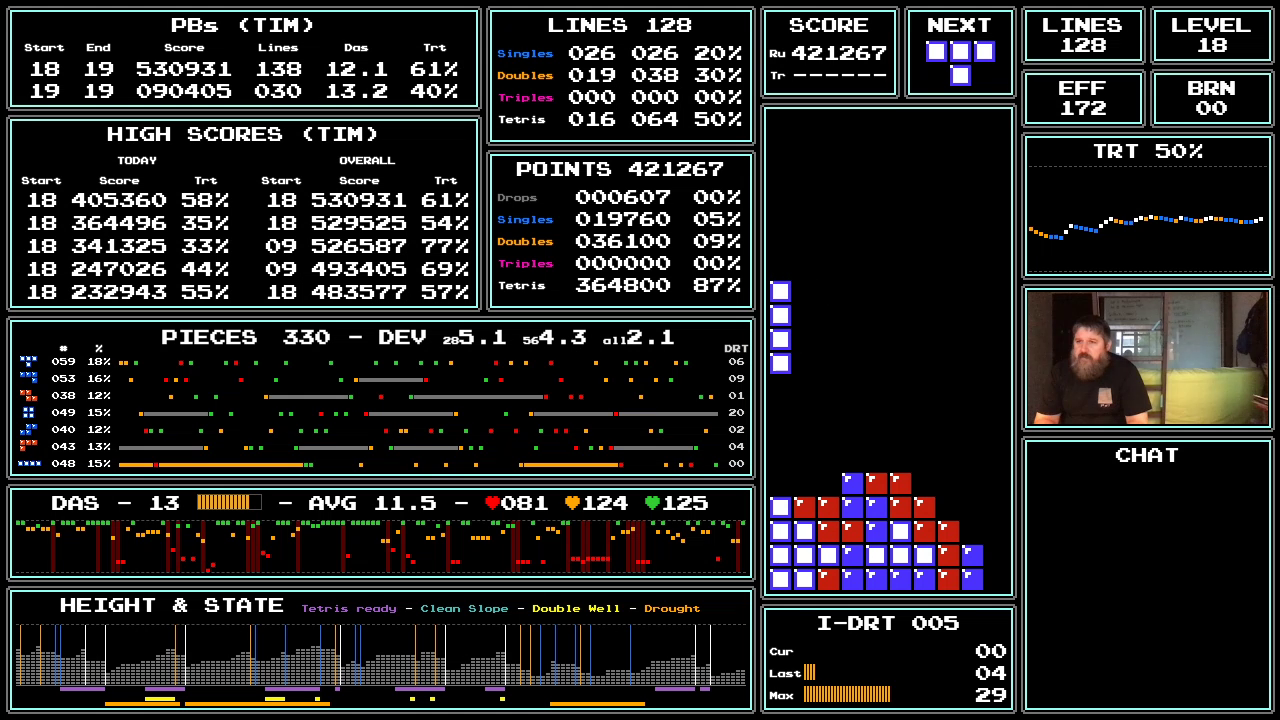 PBs (TIM)
Start End Score Lines Das Trt
18 19 530931 138 12.1 61%
19 19 090405 030 13.2 40%
HIGH SCORES (TIM)
TODAY OVERALL
Start Score Trt Start Score Trt
18 405360 58% 18 530931 61%
18 364496 35% 18 529525 54%
18 341325 33% 09 526587 77%
18 247026 44% 09 493405 69%
18 232943 55% 18 483577 57%
LINES 128
Singles 026 026 20%
Doubles 019 038 30%
Triples 000 000 00%
Tetris 016 064 50%
POINTS 421267
Drops 000607 00%
Singles 019760 05%
Doubles 036100 09%
Triples 000000 00%
Tetris 364800 87%
PIECES 330 - DEV 28 5.1 56 4.3 all 2.1
# % DRT
059 18% 06
053 16% 09
038 12% 01
049 15% 20
040 12% 02
043 13% 04
048 15% 00
DAS - 13 - AVG 11.5 - 081 124 125
HEIGHT & STATE Tetris ready - Clean Slope - Double Well - Drought
SCORE
Ru 421267
Tr -------
NEXT
LINES
128
LEVEL
18
EFF
172
BRN
00
TRT 50%
CHAT
I-DRT 005
Cur 00
Last 04
Max 29